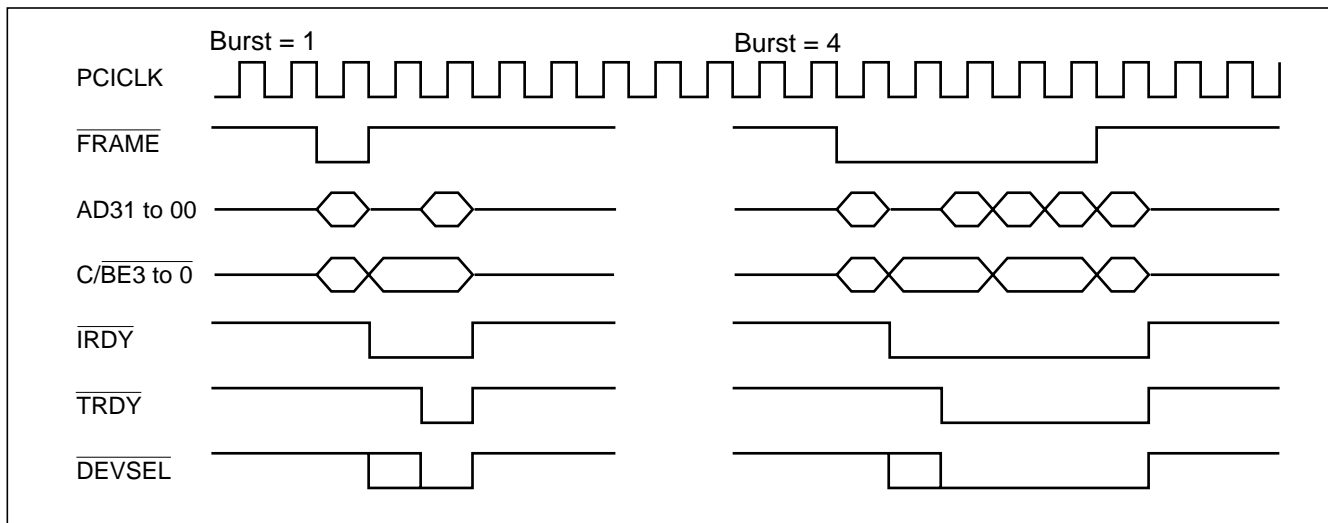 Burst = 1
Burst = 4
PCICLK
FRAME
AD31 to 00
C/BE3 to 0
IRDY
TRDY
DEVSEL